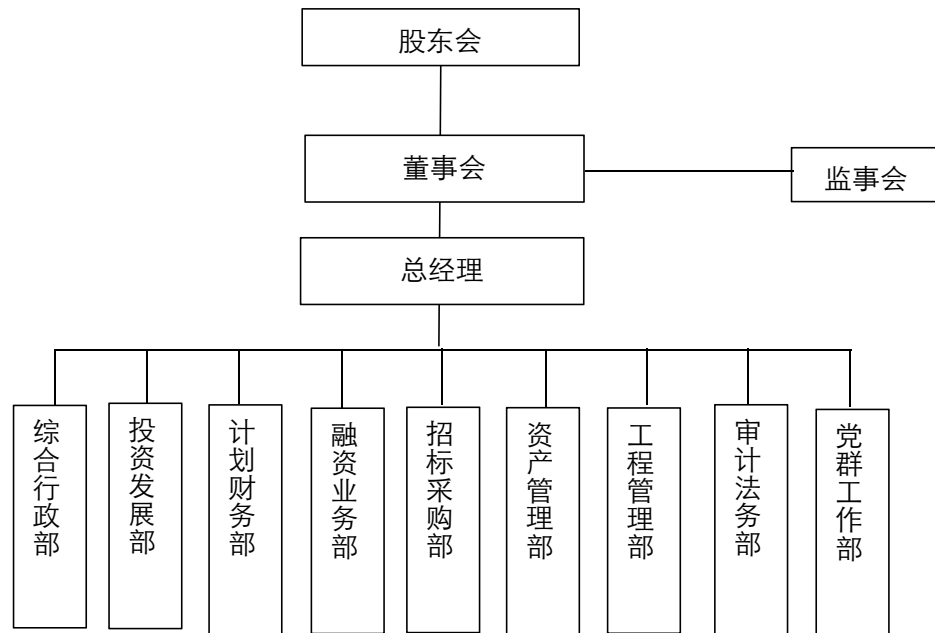 股东会
董事会
监事会
总经理
综合行政部
投资发展部
计划财务部
融资业务部
招标采购部
资产管理部
工程管理部
审计法务部
党群工作部